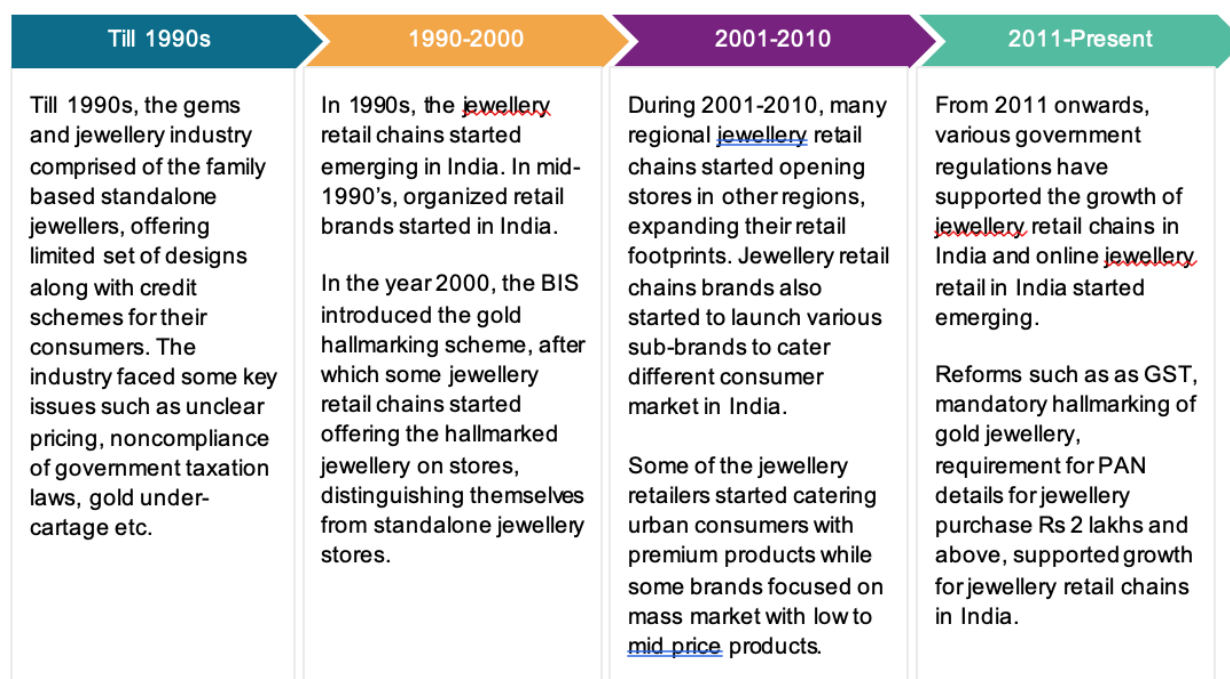 Till 1990s
1990-2000
2001-2010
2011-Present
Till 1990s, the gems
and jewellery industry
comprised of the family
based standalone
jewellers, offering
limited set of designs
along with credit
schemes for their
consumers. The
industry faced some key
issues such as unclear
pricing, noncompliance
of government taxation
laws, gold under-
cartage etc.
In 1990s, the jewellery
retail chains started
emerging in India. In mid-
1990's, organized retail
brands started in India.
In the year 2000, the BIS
introduced the gold
hallmarking scheme, after
which some jewellery
retail chains started
offering the hallmarked
jewellery on stores,
distinguishing themselves
from standalone jewellery
stores.
During 2001-2010, many
regional jewellery retail
chains started opening
stores in other regions,
expanding their retail
footprints. Jewellery retail
chains brands also
started to launch various
sub-brands to cater
different consumer
market in India.
Some of the jewellery
retailers started catering
urban consumers with
premium products while
some brands focused on
mass market with low to
mid price products.
From 2011 onwards,
various government
regulations have
supported the growth of
jewellery retail chains in
India and online jewellery
retail in India started
emerging.
Reforms such as as GST,
mandatory hallmarking of
gold jewellery,
requirement for PAN
details for jewellery
purchase Rs 2 lakhs and
above, supported growth
for jewellery retail chains
in India.